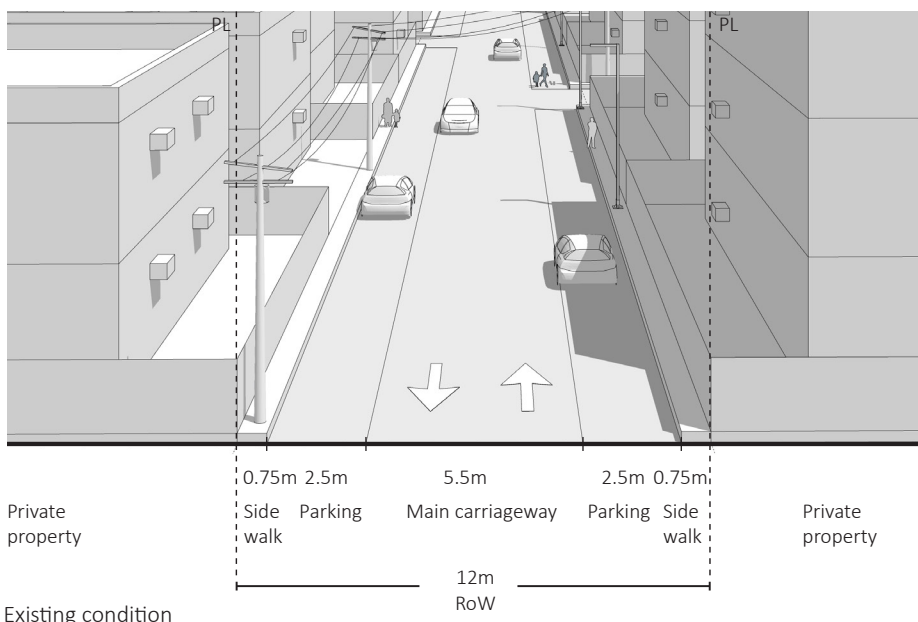 PL
PL
0.75m 2.5m 5.5m 2.5m 0.75m
Private property
Side walk
Parking
Main carriageway
Parking
Side walk
Private property
12m
RoW
Existing condition